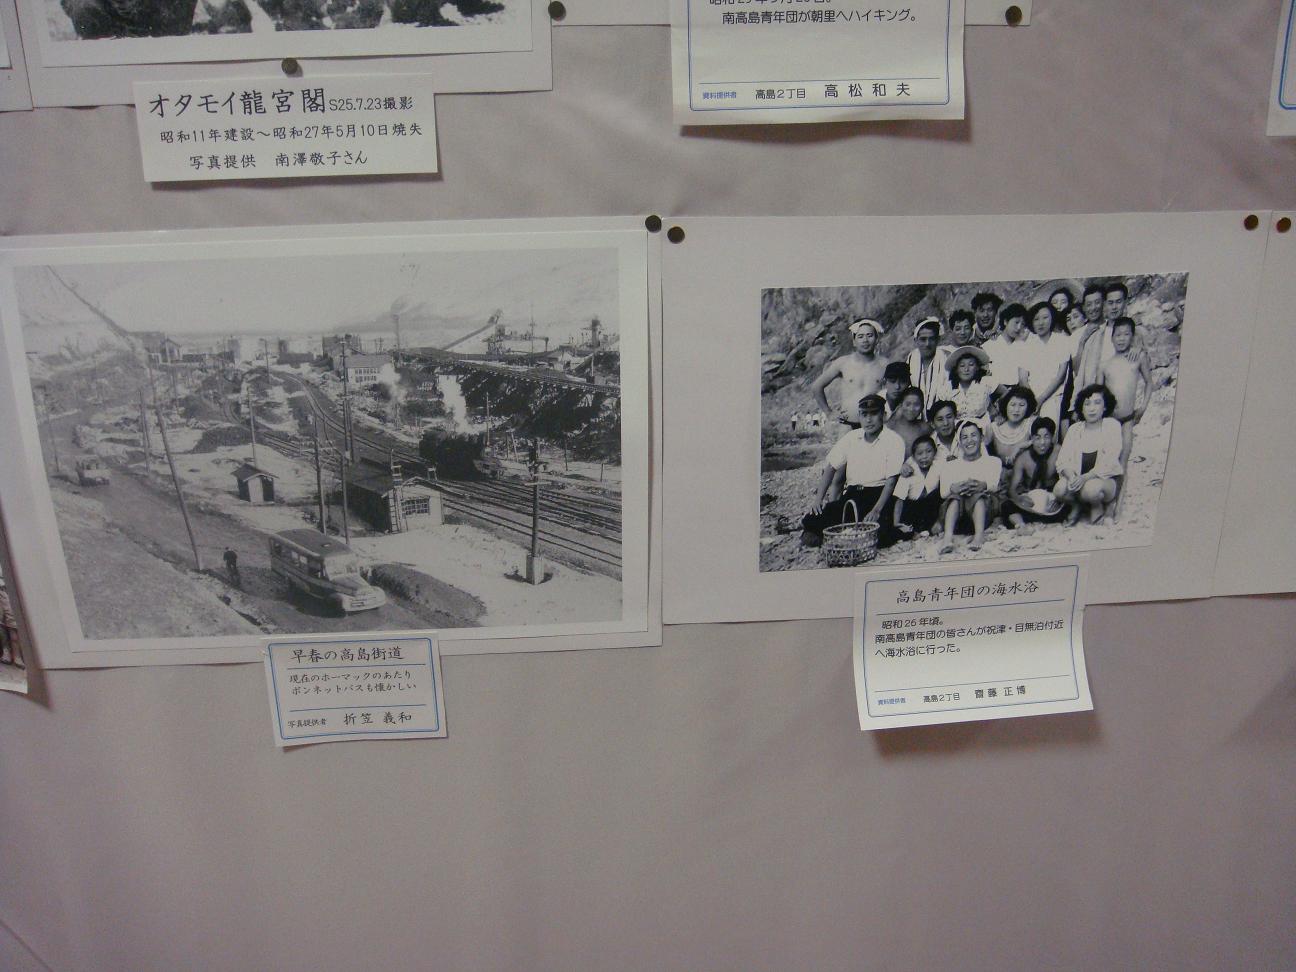 オタモイ龍宮閣 S25.7.23撮影
昭和11年建設～昭和27年5月10日焼失
写真提供 南澤敬子さん
南高島青年団が朝里へハイキング。
資料提供者 高島2丁目 高松和夫
早春の高島街道
現在のホーマックのあたり
ボンネットバスも懐かしい
写真提供者 折笠義和
高島青年団の海水浴
昭和26年頃。
南高島青年団の皆さんが祝津・目無泊付近
へ海水浴に行った。
資料提供者 高島2丁目 齋藤正博